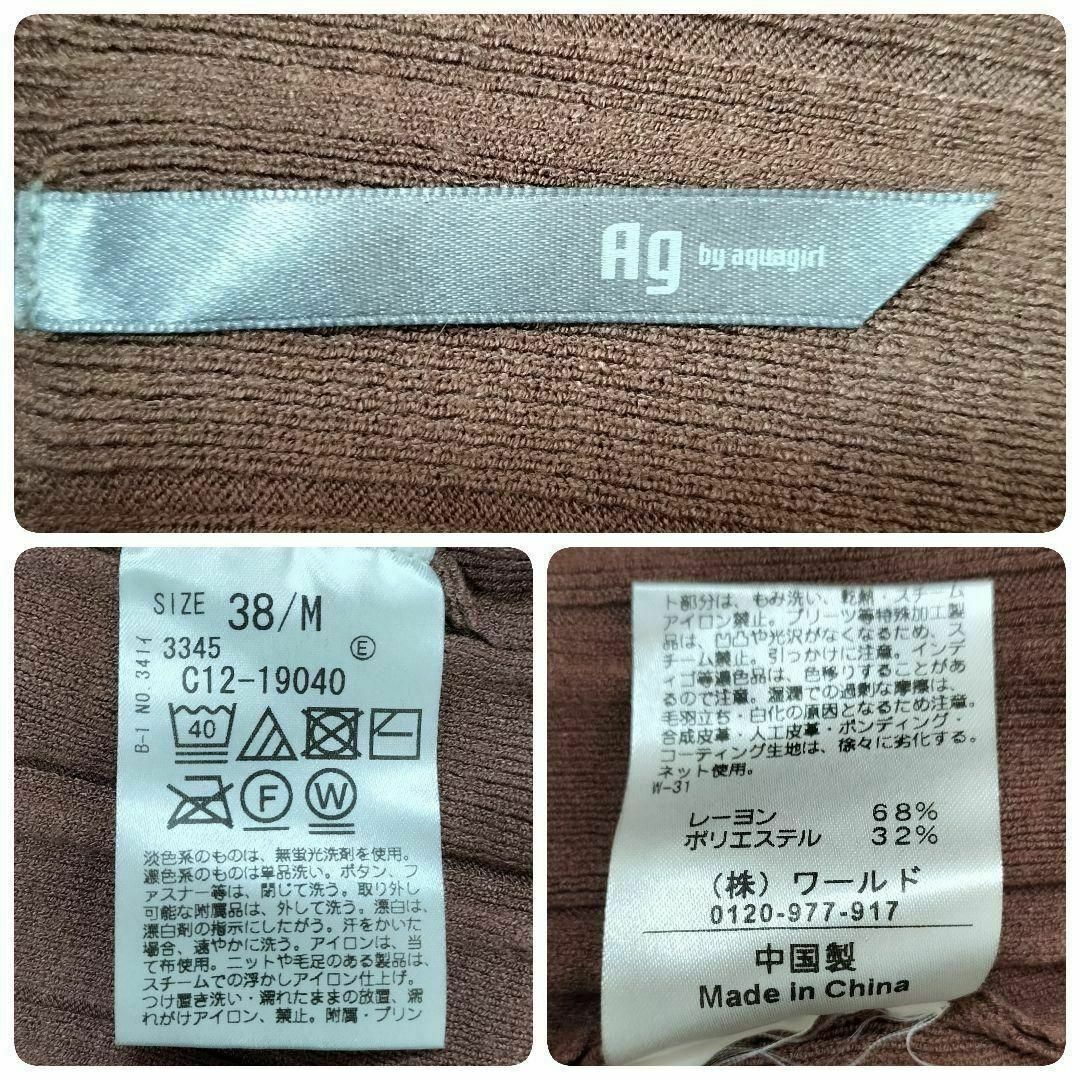 Ag by aquagirl
SIZE 38/M
3345 Ⓔ
C12-19040
B-1 NO 341イ
40
F W
淡色系のものは、無蛍光洗剤を使用。
濃色系のものは単品洗い。ボタン、フ
ァスナー等は、閉じて洗う。取り外し
可能な附属品は、外して洗う。漂白は、
漂白剤の指示にしたがう。汗をかいた
場合、速やかに洗う。アイロンは、当
て布使用。ニットや毛足のある製品は、
スチームでの浮かしアイロン仕上げ。
つけ置き洗い・濡れたままの放置、濡
れがけアイロン、禁止。附属・プリン
ト部分は、もみ洗い、乾熱・スチーム
アイロン禁止。プリーツ等特殊加工製
品は、凹凸や光沢がなくなるため、ス
チーム禁止。引っかけに注意。インデ
ィゴ等濃色品は、色移りすることがあ
るので注意。湿潤での過剰な摩擦は、
毛羽立ち・白化の原因となるため注意。
合成皮革・人工皮革・ボンディング・
コーティング生地は、徐々に劣化する。
ネット使用。
W-31
レーヨン 68%
ポリエステル 32%
(株)ワールド
0120-977-917
中国製
Made in China